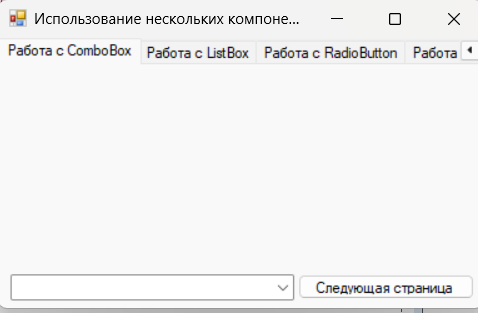 Использование нескольких компоне...
Работа с ComboBox Работа с ListBox Работа с RadioButton Работа
Следующая страница